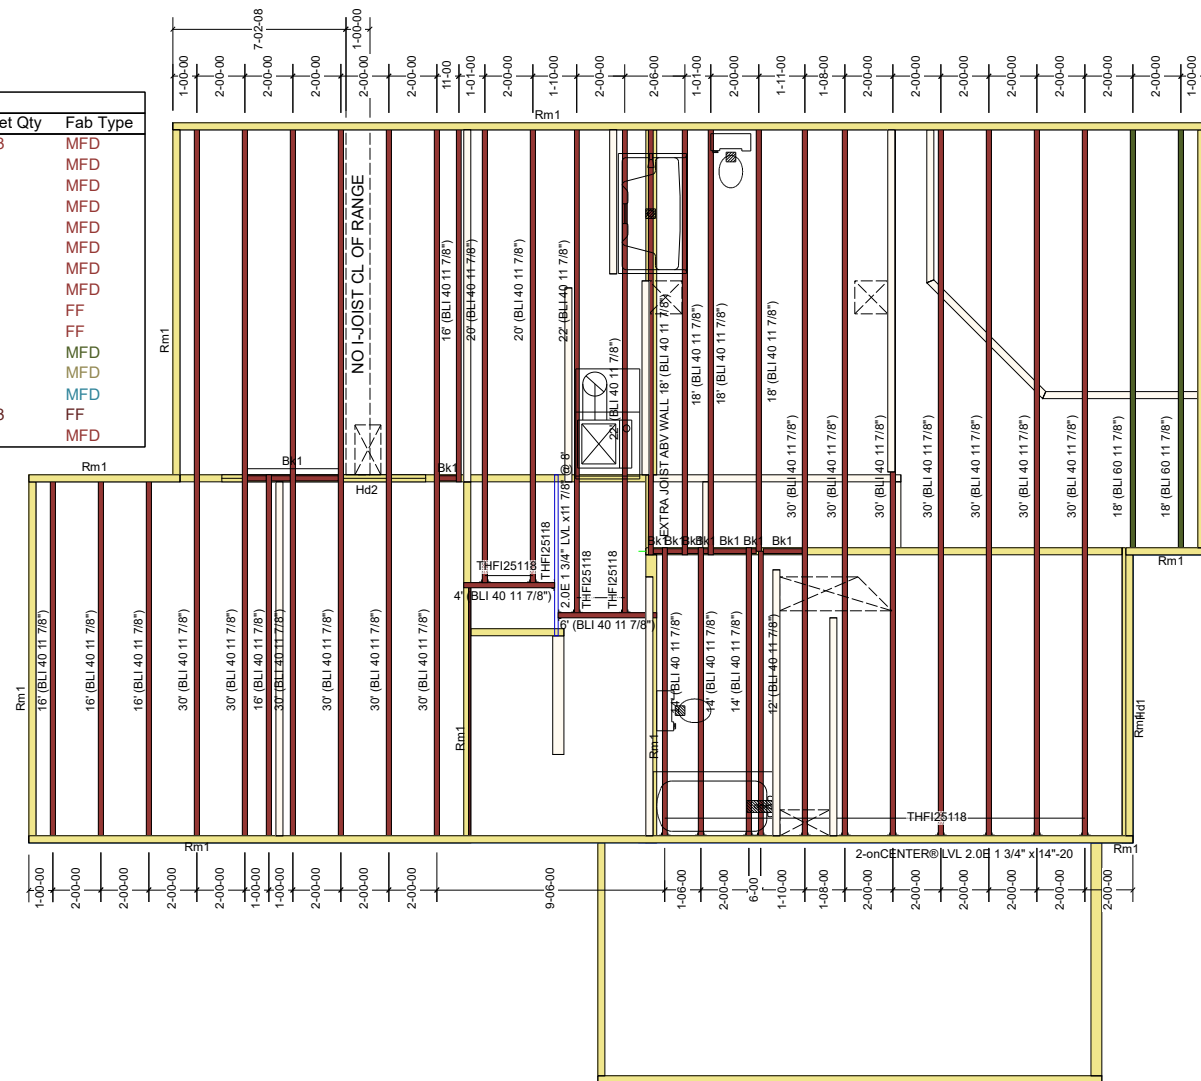 7-02-08
1-00-00
1-00-00
2-00-00
2-00-00
2-00-00
2-00-00
2-00-00
11-00
1-01-00
2-00-00
1-10-00
2-00-00
2-06-00
1-01-00
2-00-00
1-11-00
1-08-00
2-00-00
2-00-00
2-00-00
2-00-00
2-00-00
2-00-00
1-00-00
et Qty Fab Type
3 MFD
MFD
MFD
MFD
MFD
MFD
MFD
MFD
FF
FF
MFD
MFD
MFD
3 FF
MFD
Rm1
Rm1
NO I-JOIST CL OF RANGE
16' (BLI 40 11 7/8")
20' (BLI 40 11 7/8")
20' (BLI 40 11 7/8")
22' (BLI 40 11 7/8")
22' (BLI 40 11 7/8")
EXTRA JOIST ABV WALL 18' (BLI 40 11 7/8")
18' (BLI 40 11 7/8")
18' (BLI 40 11 7/8")
18' (BLI 40 11 7/8")
30' (BLI 40 11 7/8")
30' (BLI 40 11 7/8")
30' (BLI 40 11 7/8")
30' (BLI 40 11 7/8")
30' (BLI 40 11 7/8")
30' (BLI 40 11 7/8")
30' (BLI 40 11 7/8")
18' (BLI 60 11 7/8")
18' (BLI 60 11 7/8")
Rm1
Bk1
Hd2
Bk1
2.0E 1 3/4" LVL x11 7/8" @ 8'
THFI25118
THFI25118
THFI25118
THFI25118
4' (BLI 40 11 7/8")
6' (BLI 40 11 7/8")
Bk1
Bk1
Bk1
Bk1
Bk1
Bk1
Rm1
Rm1
16' (BLI 40 11 7/8")
16' (BLI 40 11 7/8")
16' (BLI 40 11 7/8")
30' (BLI 40 11 7/8")
30' (BLI 40 11 7/8")
16' (BLI 40 11 7/8")
30' (BLI 40 11 7/8")
30' (BLI 40 11 7/8")
30' (BLI 40 11 7/8")
30' (BLI 40 11 7/8")
Rm1
Rm1
14' (BLI 40 11 7/8")
14' (BLI 40 11 7/8")
14' (BLI 40 11 7/8")
12' (BLI 40 11 7/8")
Rm1
Hd1
THFI25118
Rm1
2-onCENTER® LVL 2.0E 1 3/4" x 14"-20
Rm1
1-00-00
2-00-00
2-00-00
2-00-00
2-00-00
1-00-00
1-00-00
2-00-00
2-00-00
2-00-00
9-06-00
1-06-00
2-00-00
6-00
1-10-00
1-08-00
2-00-00
2-00-00
2-00-00
2-00-00
2-00-00
2-00-00